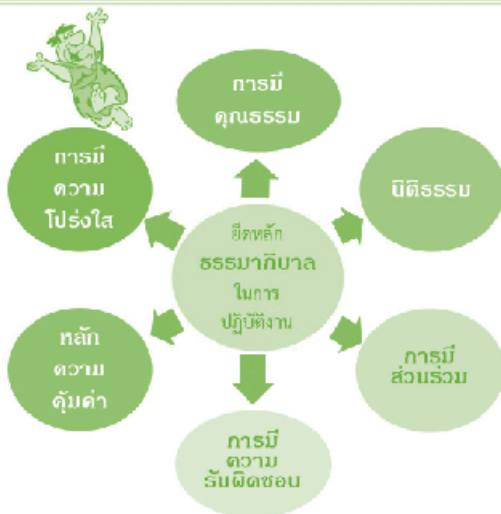 การมี
คุณธรรม
นิติธรรม
การมี
ส่วนร่วม
การมี
ความ
รับผิดชอบ
หลัก
ความ
คุ้มค่า
การมี
ความ
โปร่งใส
ยึดหลัก
ธรรมาภิบาล
ในการ
ปฏิบัติงาน